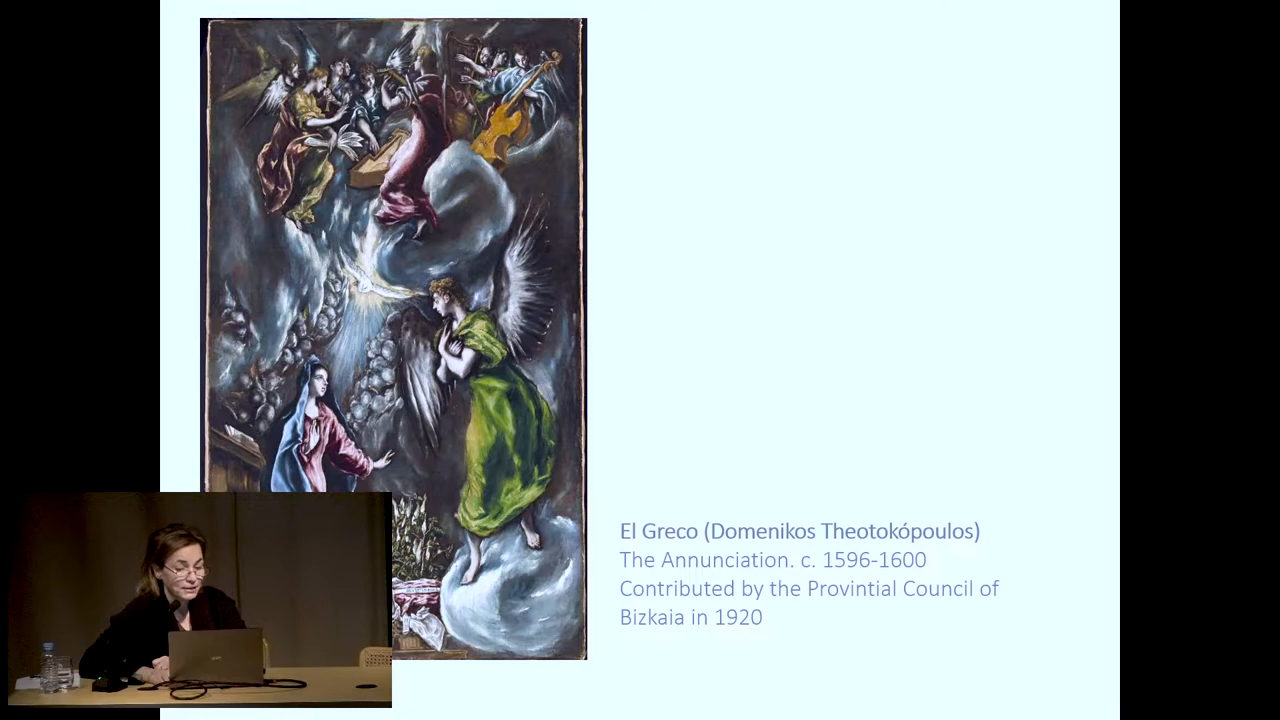 El Greco (Domenikos Theotokópoulos)
The Annunciation. c. 1596-1600
Contributed by the Provintial Council of
Bizkaia in 1920